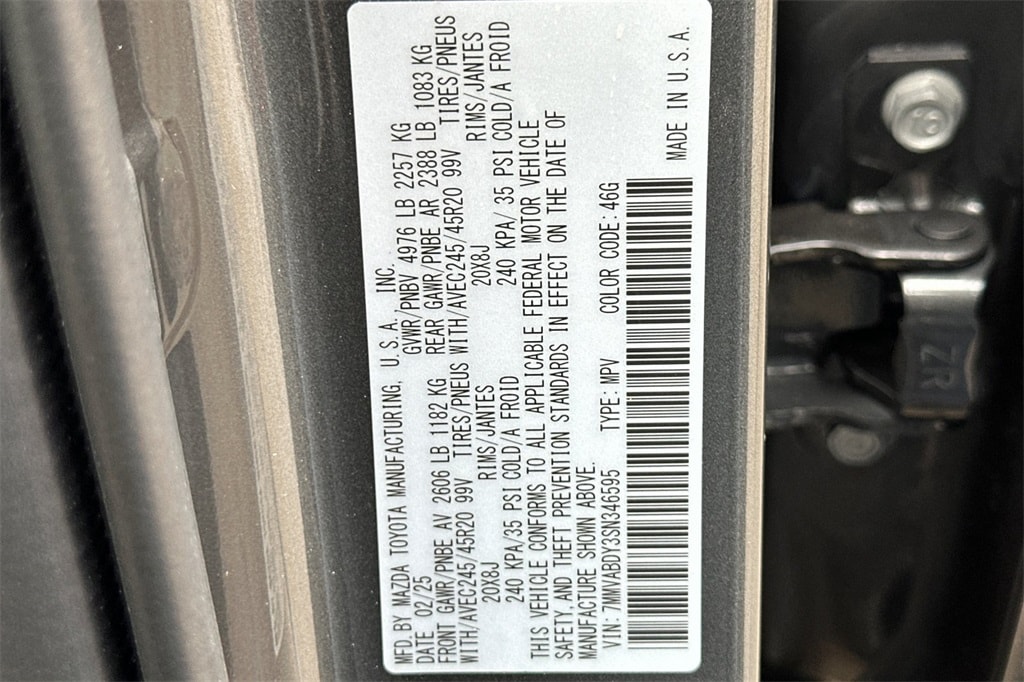 MFD.BY MAZDA TOYOTA MANUFACTURING, U.S.A. INC.
DATE 02/25 GVWR/PNBV 4976 LB 2257 KG
FRONT GAWR/PNBE AV 2606 LB 1182 KG REAR GAWR/PNBE AR 2388 LB 1083 KG
WITH/AVEC245/45R20 99V TIRES/PNEUS WITH/AVEC245/45R20 99V TIRES/PNEUS
20X8J RIMS/JANTES 20X8J RIMS/JANTES
240 KPA/35 PSI COLD/A FROID 240 KPA/ 35 PSI COLD/A FROID
THIS VEHICLE CONFORMS TO ALL APPLICABLE FEDERAL MOTOR VEHICLE
SAFETY, AND THEFT PREVENTION STANDARDS IN EFFECT ON THE DATE OF
MANUFACTURE SHOWN ABOVE.
VIN: 7MMVABDY3SN346595 TYPE: MPV COLOR CODE: 46G
MADE IN U.S.A.
ZR